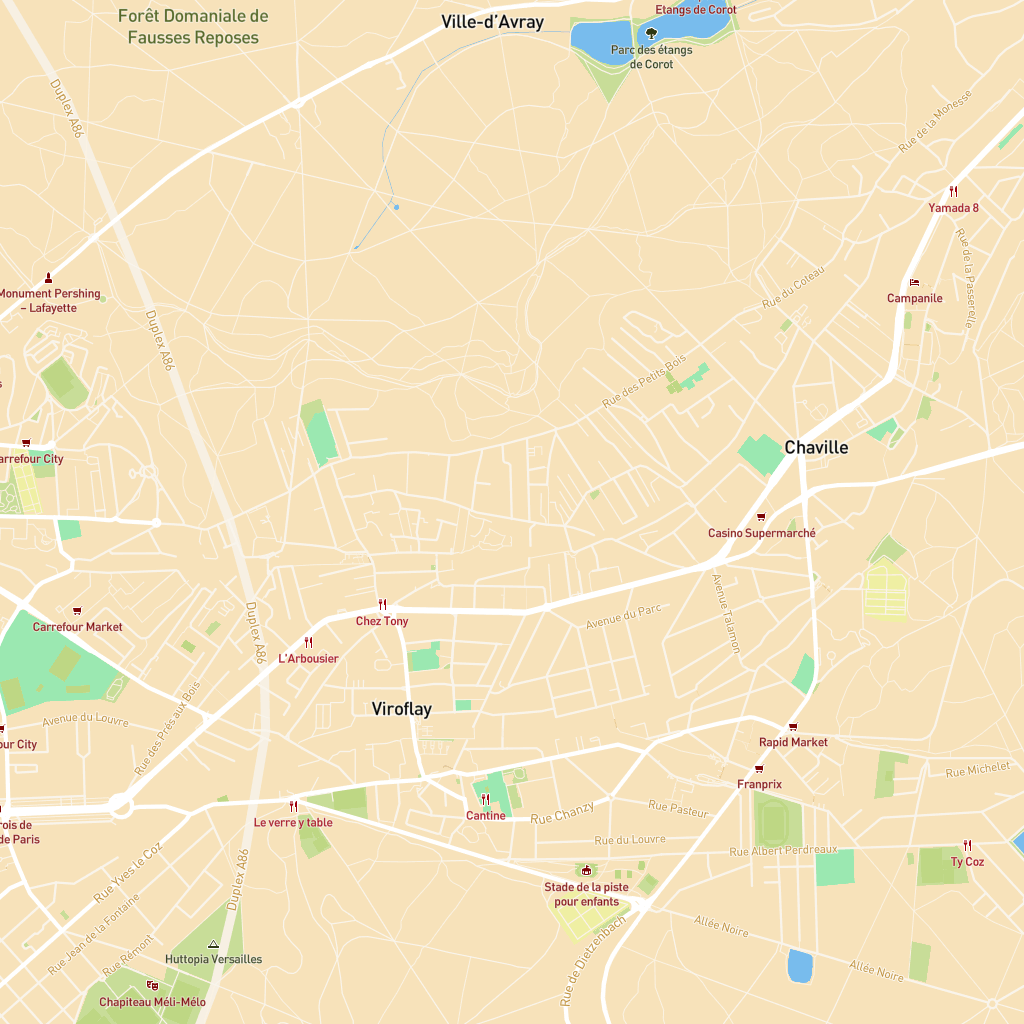 Forêt Domaniale de
Fausses Reposes
Ville-d’Avray
Etangs de Corot
Parc des étangs
de Corot
Duplex A86
Rue de la Monesse
Yamada 8
Rue de la Passerelle
Rue du Coteau
Campanile
Monument Pershing
– Lafayette
Duplex A86
Rue des Petits Bois
Chaville
Carrefour City
Casino Supermarché
Avenue Talamon
Avenue du Parc
Carrefour Market
Chez Tony
Duplex A86
L'Arbousier
Viroflay
Rue des Prés aux Bois
Avenue du Louvre
our City
Rapid Market
Franprix
Rue Michelet
Cantine
Le verre y table
Rue Chanzy
Rue Pasteur
rois de
de Paris
Rue du Louvre
Rue Albert Perdreaux
Ty Coz
Rue Yves Le Coz
Duplex A86
Stade de la piste
pour enfants
Rue Jean de la Fontaine
Allée Noire
Rue de Dietzenbach
Rue Rémont
Huttopia Versailles
Allée Noire
Chapiteau Méli-Mélo